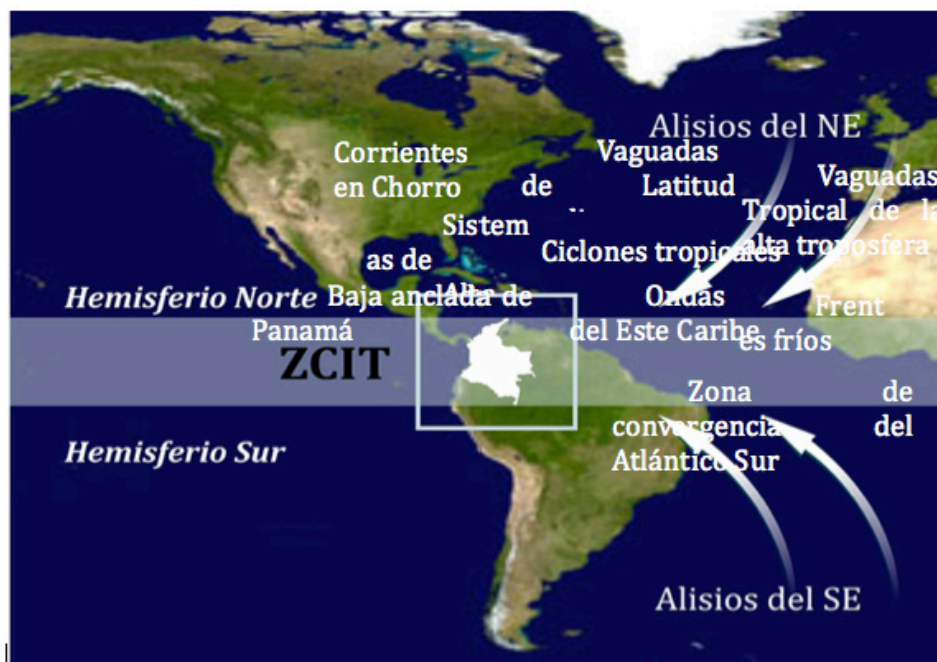 Alisios del NE
Corrientes
en Chorro
Vaguadas
de Latitud
Vaguadas
Tropical de la
alta troposfera
Sistem
as de
Ciclones tropicales
Hemisferio Norte
Baja anclada de
Panamá
Ondas
del Este Caribe
Frent
es fríos
ZCIT
Zona de
convergencia del
Atlántico Sur
Hemisferio Sur
Alisios del SE